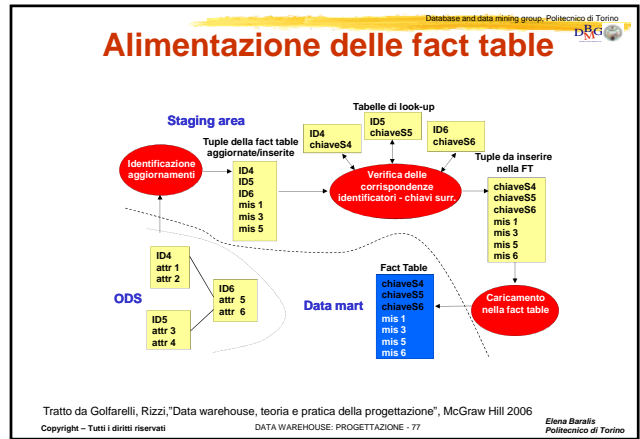 Database and data mining group, Politecnico di Torino
DBMG
Alimentazione delle fact table
Staging area
Tabelle di look-up
ID4
chiaveS4
ID5
chiaveS5
ID6
chiaveS6
Identificazione
aggiornamenti
Tuple della fact table
aggiornate/inserite
ID4
ID5
ID6
mis 1
mis 3
mis 5
Verifica delle
corrispondenze
identificatori - chiavi surr.
Tuple da inserire
nella FT
chiaveS4
chiaveS5
chiaveS6
mis 1
mis 3
mis 5
mis 6
ID4
attr 1
attr 2
ID6
attr 5
attr 6
ODS
ID5
attr 3
attr 4
Data mart
Fact Table
chiaveS4
chiaveS5
chiaveS6
mis 1
mis 3
mis 5
mis 6
Caricamento
nella fact table
Tratto da Golfarelli, Rizzi,"Data warehouse, teoria e pratica della progettazione", McGraw Hill 2006
Copyright – Tutti i diritti riservati
DATA WAREHOUSE: PROGETTAZIONE - 77
Elena Baralis
Politecnico di Torino